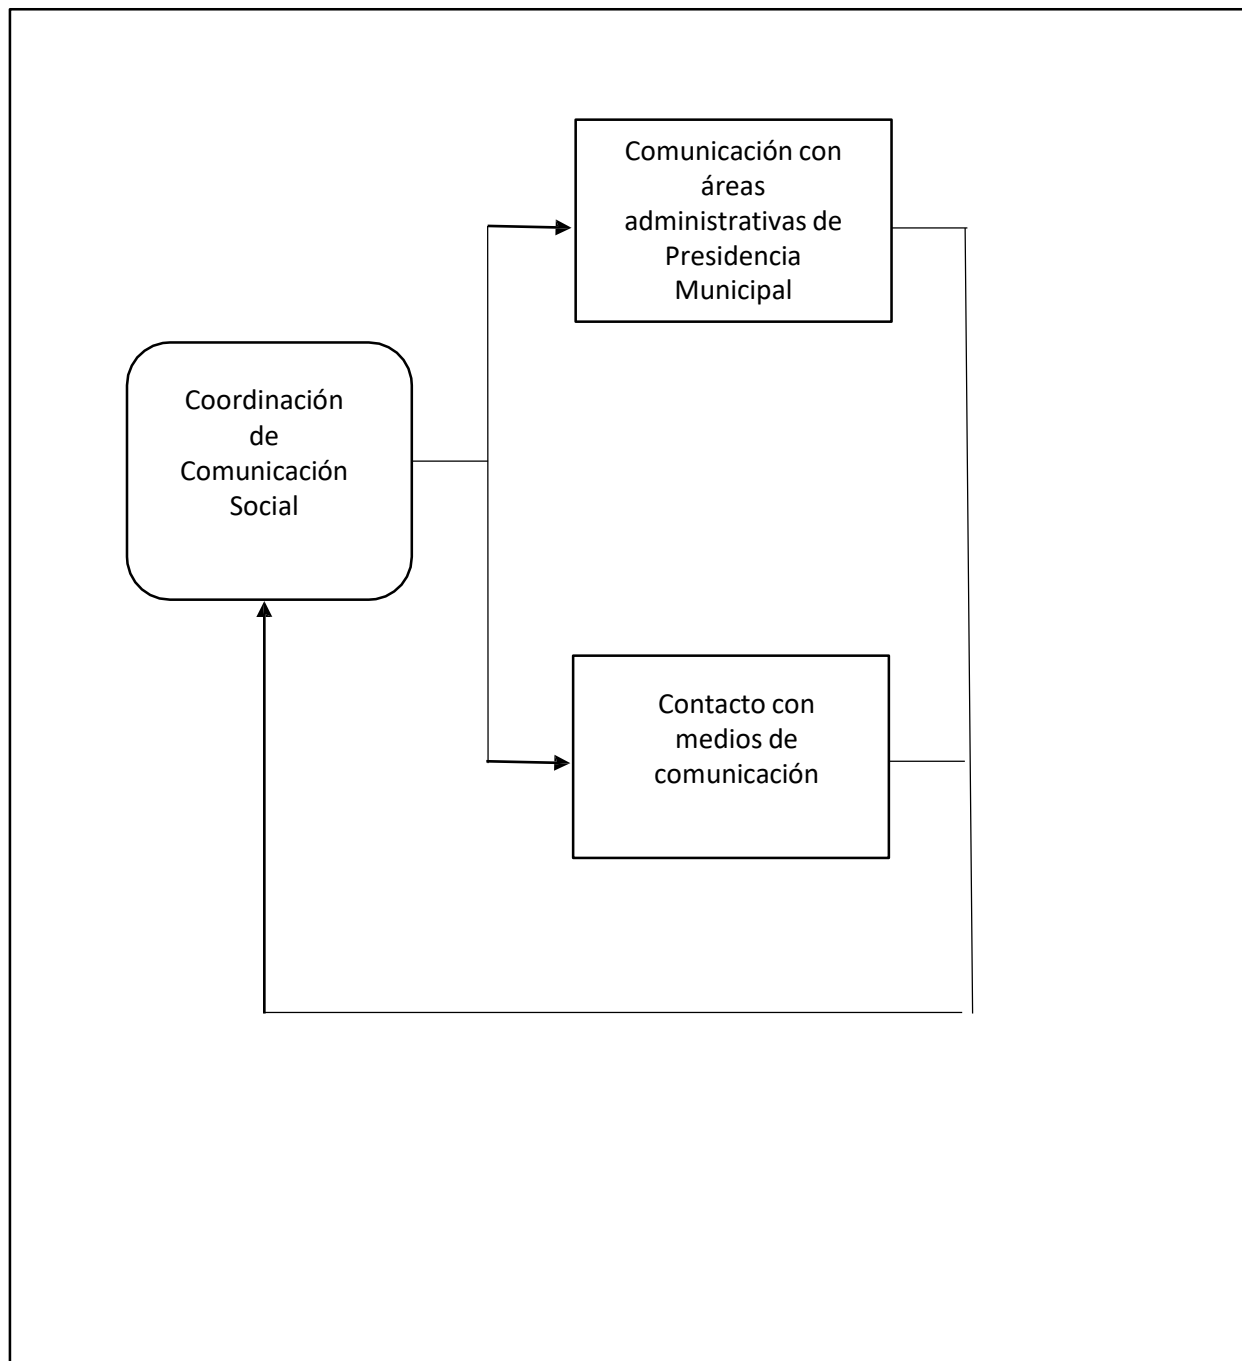 Comunicación con
áreas
administrativas de
Presidencia
Municipal
Coordinación
de
Comunicación
Social
Contacto con
medios de
comunicación